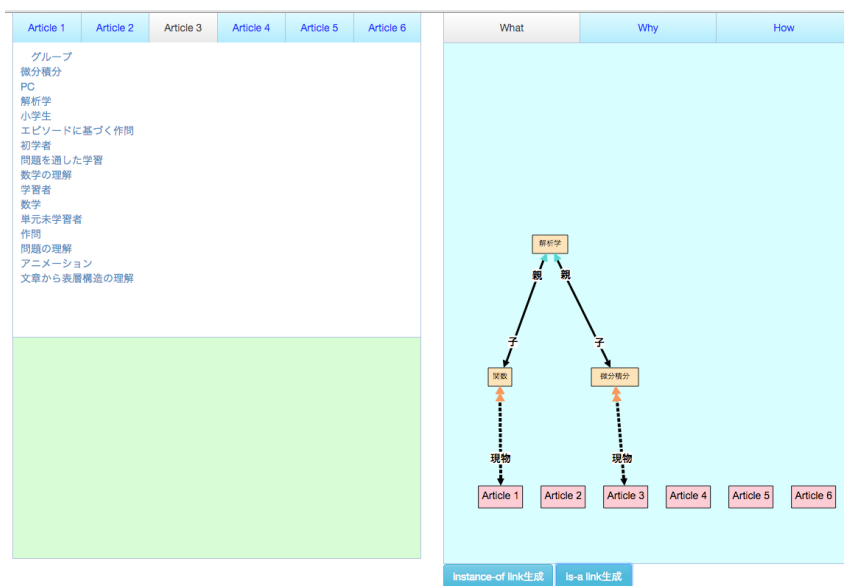 Article 1 Article 2 Article 3 Article 4 Article 5 Article 6
グループ
微分積分
PC
解析学
小学生
エピソードに基づく作問
初学者
問題を通した学習
数学の理解
学習者
数学
単元未学習者
作問
問題の理解
アニメーション
文章から表層構造の理解
What Why How
解析学
親 親
子 子
関数 微分積分
現物 現物
Article 1 Article 2 Article 3 Article 4 Article 5 Article 6
instance-of link生成 is-a link生成